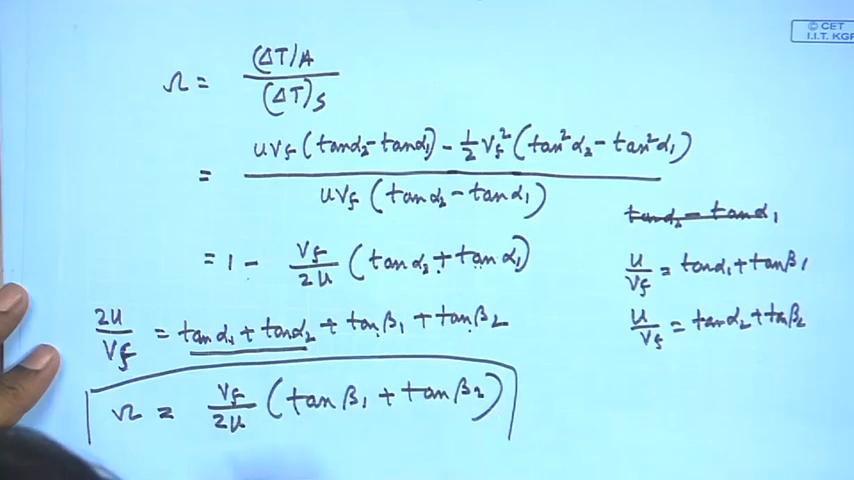 © CET
I.I.T. KGP
Λ = (ΔT)A / (ΔT)s
= uVf (tanα₂ - tanα₁) - 1/2 Vf² (tan²α₂ - tan²α₁) / uVf (tanα₂ - tanα₁)
= 1 - Vf/2u (tanα₂ + tanα₁)
2u/Vf = tanα₁ + tanα₂ + tanβ₁ + tanβ₂
Λ = Vf/2u (tanβ₁ + tanβ₂)
tanα₂ - tanα₁
u/Vf = tanα₁ + tanβ₁
u/Vf = tanα₂ + tanβ₂